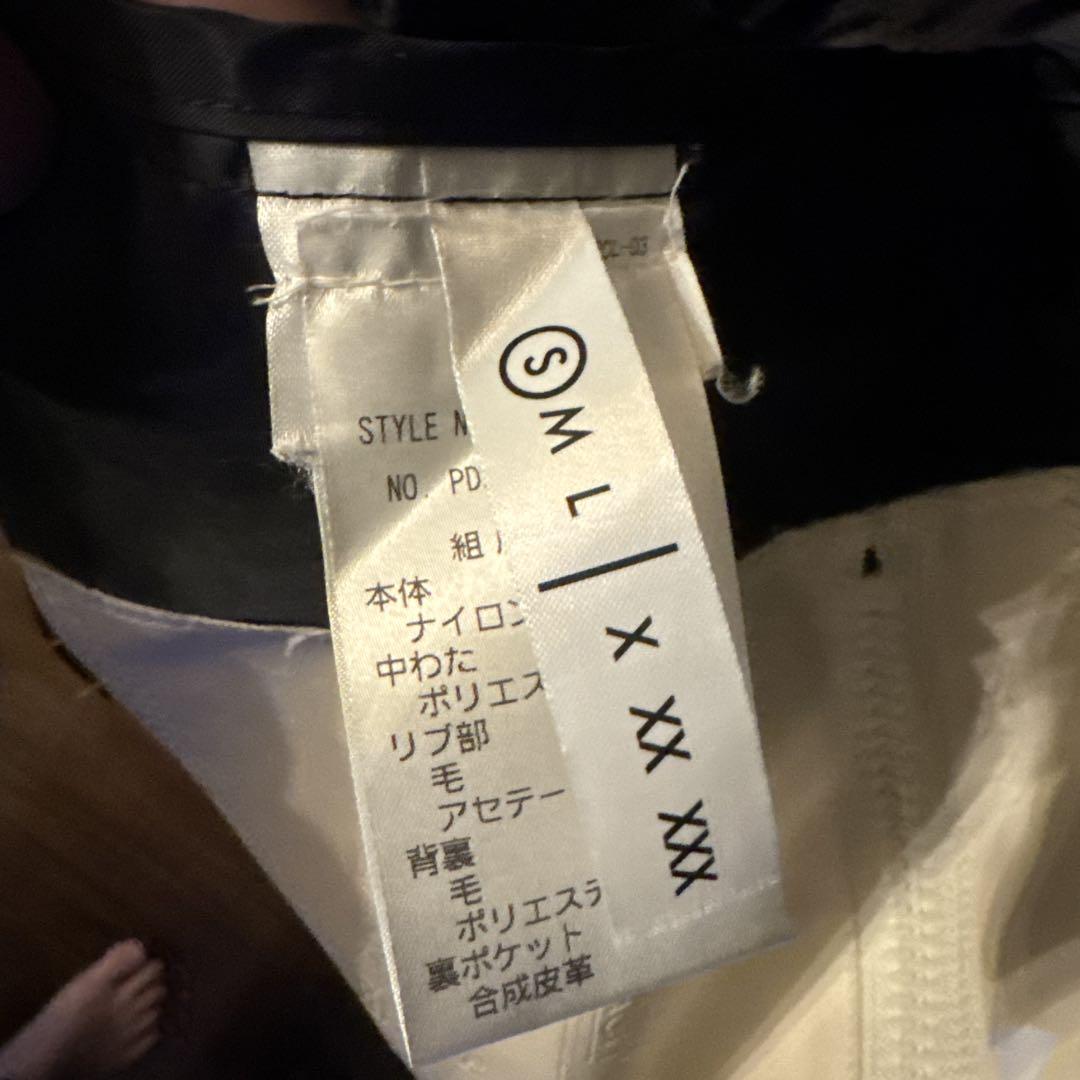 STYLE N
NO. PD
組
本体
ナイロン
中わた
ポリエス
リブ部
毛
アセテー
背裏
毛
ポリエステ
裏ポケット
合成皮革
S M L | X XX XXX